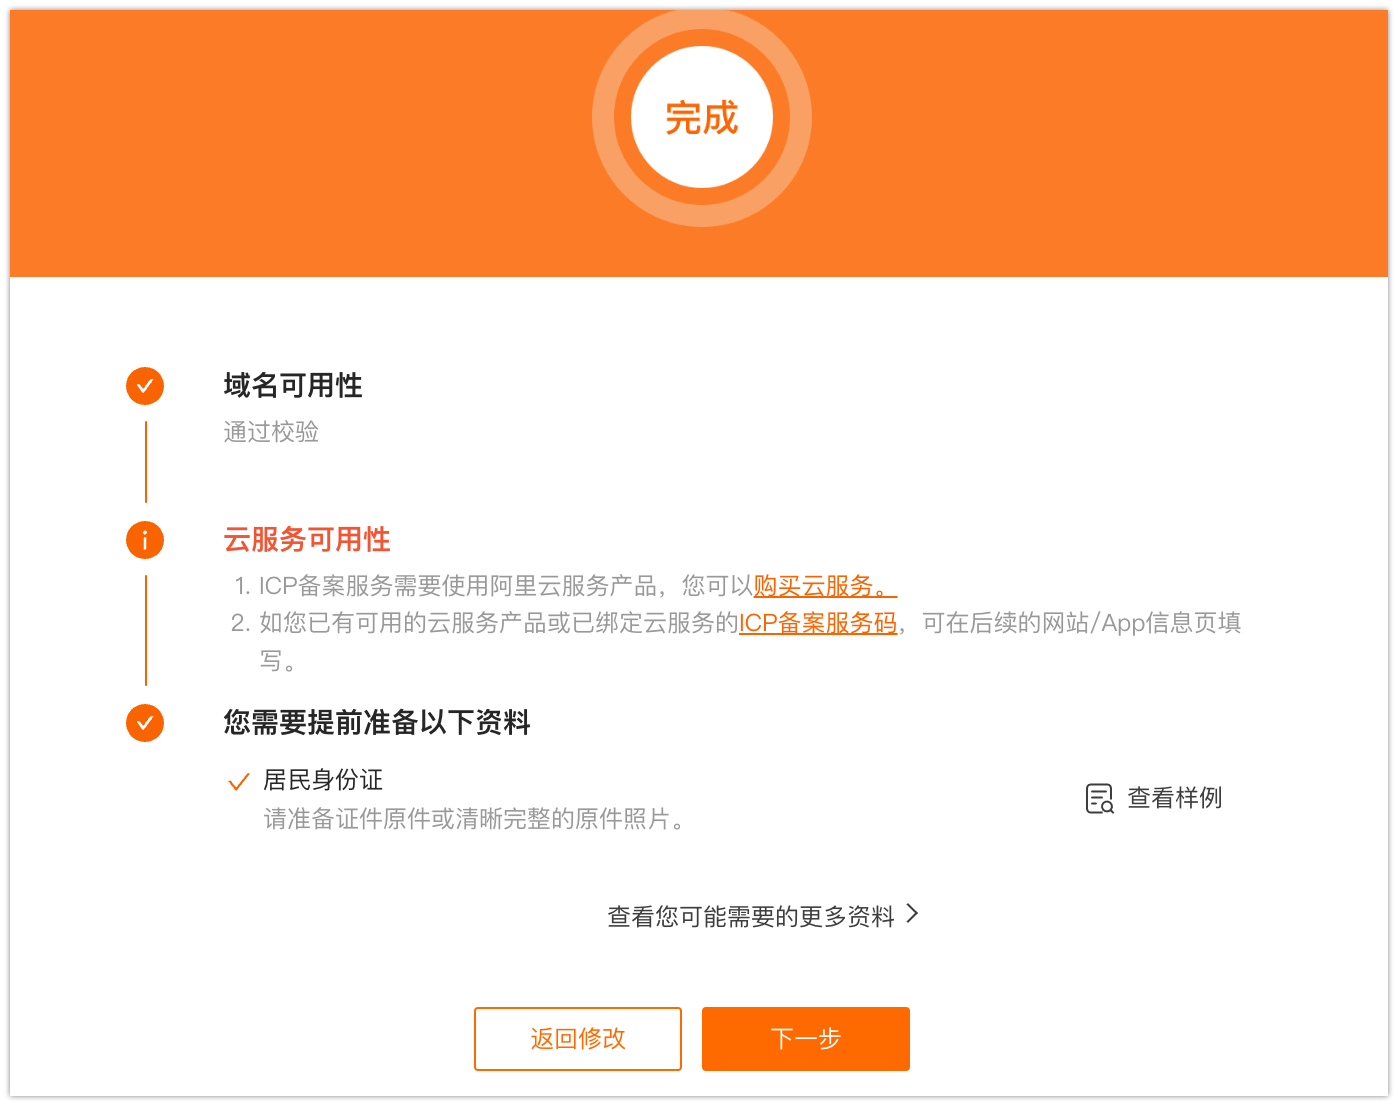 完成
域名可用性
通过校验
云服务可用性
1. ICP备案服务需要使用阿里云服务产品，您可以购买云服务。
2. 如您已有可用的云服务产品或已绑定云服务的ICP备案服务码，可在后续的网站/App信息页填
写。
您需要提前准备以下资料
居民身份证
请准备证件原件或清晰完整的原件照片。
查看样例
查看您可能需要的更多资料
返回修改
下一步